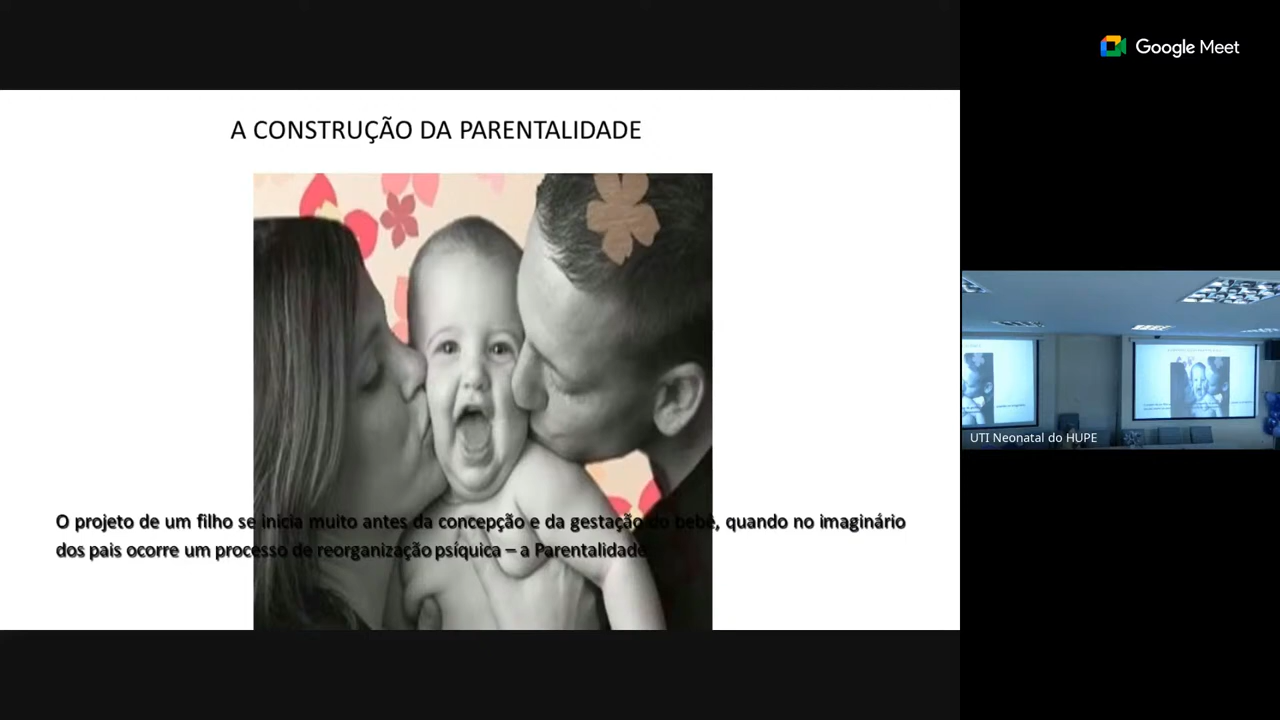 Google Meet
A CONSTRUÇÃO DA PARENTALIDADE
O projeto de um filho se inicia muito antes da concepção e da gestação do bebê, quando no imaginário
dos pais ocorre um processo de reorganização psíquica – a Parentalidade
UTI Neonatal do HUPE